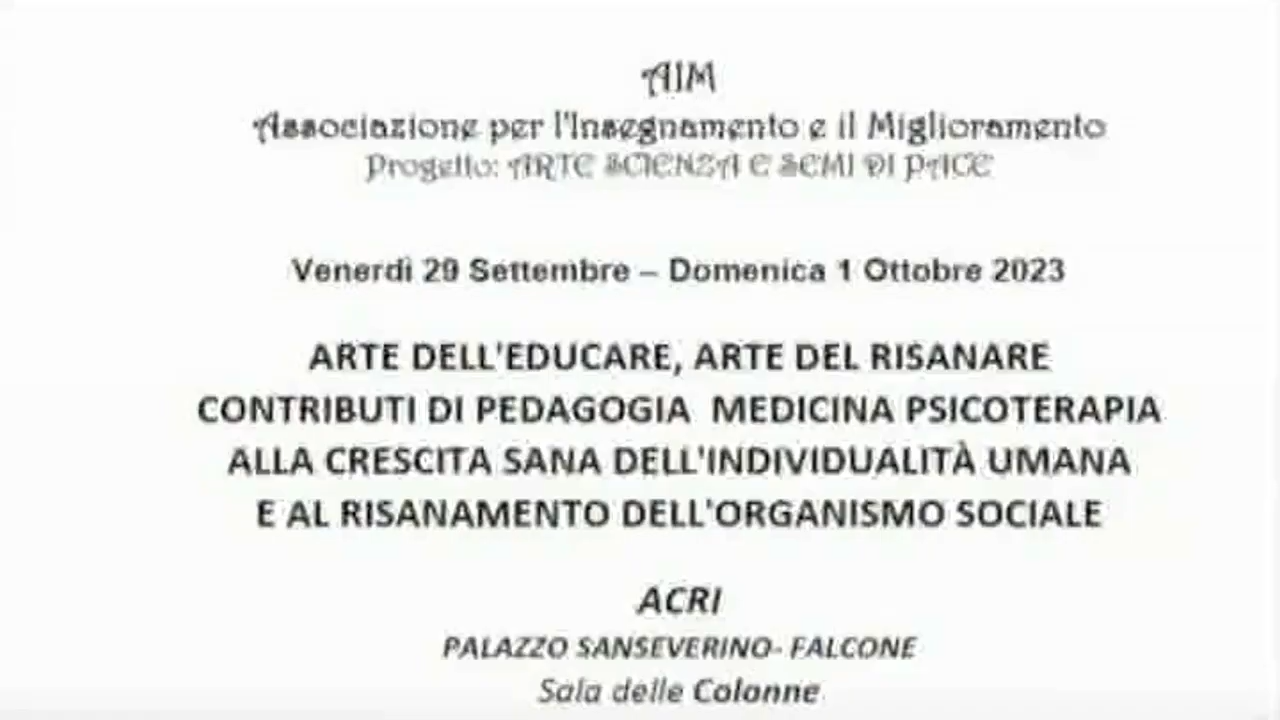 AIM
Associazione per l'Insegnamento e il Miglioramento
Progetto: ARTE SCIENZA E SEMI DI PACE
Venerdì 29 Settembre – Domenica 1 Ottobre 2023
ARTE DELL'EDUCARE, ARTE DEL RISANARE
CONTRIBUTI DI PEDAGOGIA MEDICINA PSICOTERAPIA
ALLA CRESCITA SANA DELL'INDIVIDUALITÀ UMANA
E AL RISANAMENTO DELL'ORGANISMO SOCIALE
ACRI
PALAZZO SANSEVERINO- FALCONE
Sala delle Colonne